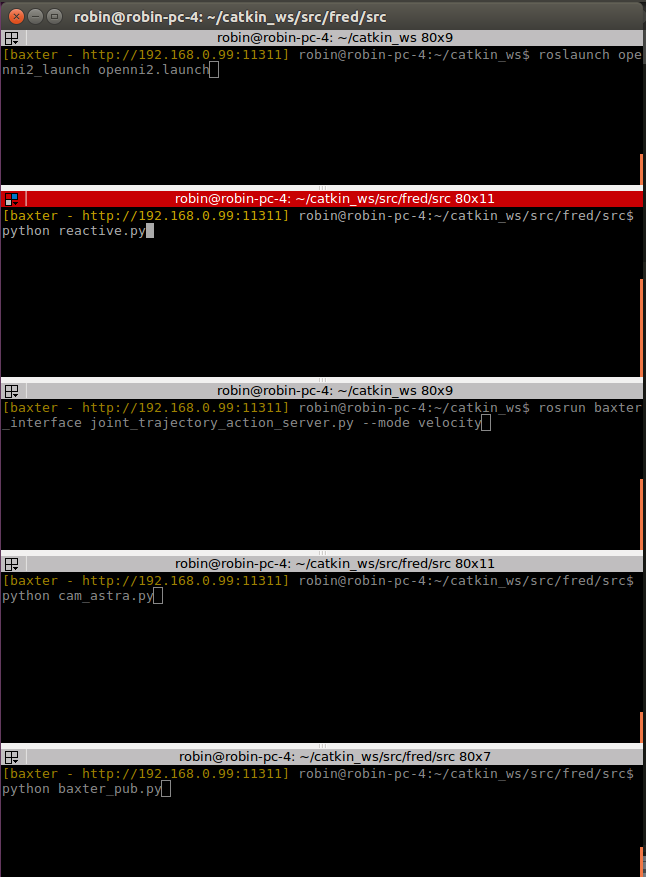 robin@robin-pc-4: ~/catkin_ws/src/fred/src
robin@robin-pc-4: ~/catkin_ws 80x9
[baxter - http://192.168.0.99:11311] robin@robin-pc-4:~/catkin_ws$ roslaunch ope
nni2_launch openni2.launch
robin@robin-pc-4: ~/catkin_ws/src/fred/src 80x11
[baxter - http://192.168.0.99:11311] robin@robin-pc-4:~/catkin_ws/src/fred/src$
python reactive.py
robin@robin-pc-4: ~/catkin_ws 80x9
[baxter - http://192.168.0.99:11311] robin@robin-pc-4:~/catkin_ws$ rosrun baxter
_interface joint_trajectory_action_server.py --mode velocity
robin@robin-pc-4: ~/catkin_ws/src/fred/src 80x11
[baxter - http://192.168.0.99:11311] robin@robin-pc-4:~/catkin_ws/src/fred/src$
python cam_astra.py
robin@robin-pc-4: ~/catkin_ws/src/fred/src 80x7
[baxter - http://192.168.0.99:11311] robin@robin-pc-4:~/catkin_ws/src/fred/src$
python baxter_pub.py